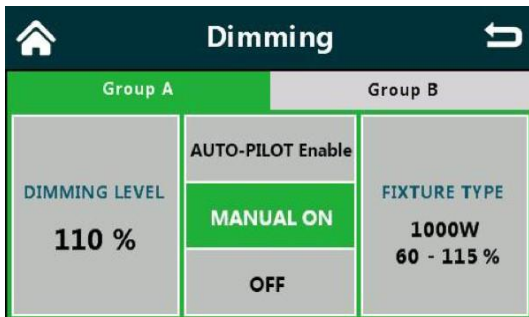 Dimming
Group A
Group B
DIMMING LEVEL
110 %
AUTO-PILOT Enable
MANUAL ON
OFF
FIXTURE TYPE
1000W
60 - 115 %